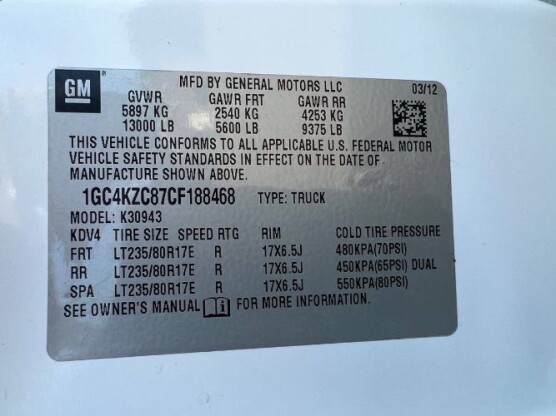 GM ® MFD BY GENERAL MOTORS LLC 03/12
GVWR GAWR FRT GAWR RR
5897 KG 2540 KG 4253 KG
13000 LB 5600 LB 9375 LB
THIS VEHICLE CONFORMS TO ALL APPLICABLE U.S. FEDERAL MOTOR
VEHICLE SAFETY STANDARDS IN EFFECT ON THE DATE OF
MANUFACTURE SHOWN ABOVE.
1GC4KZC87CF188468 TYPE: TRUCK
MODEL: K30943
KDV4 TIRE SIZE SPEED RTG RIM COLD TIRE PRESSURE
FRT LT235/80R17E R 17X6.5J 480KPA(70PSI)
RR LT235/80R17E R 17X6.5J 450KPA(65PSI) DUAL
SPA LT235/80R17E R 17X6.5J 550KPA(80PSI)
SEE OWNER'S MANUAL FOR MORE INFORMATION.